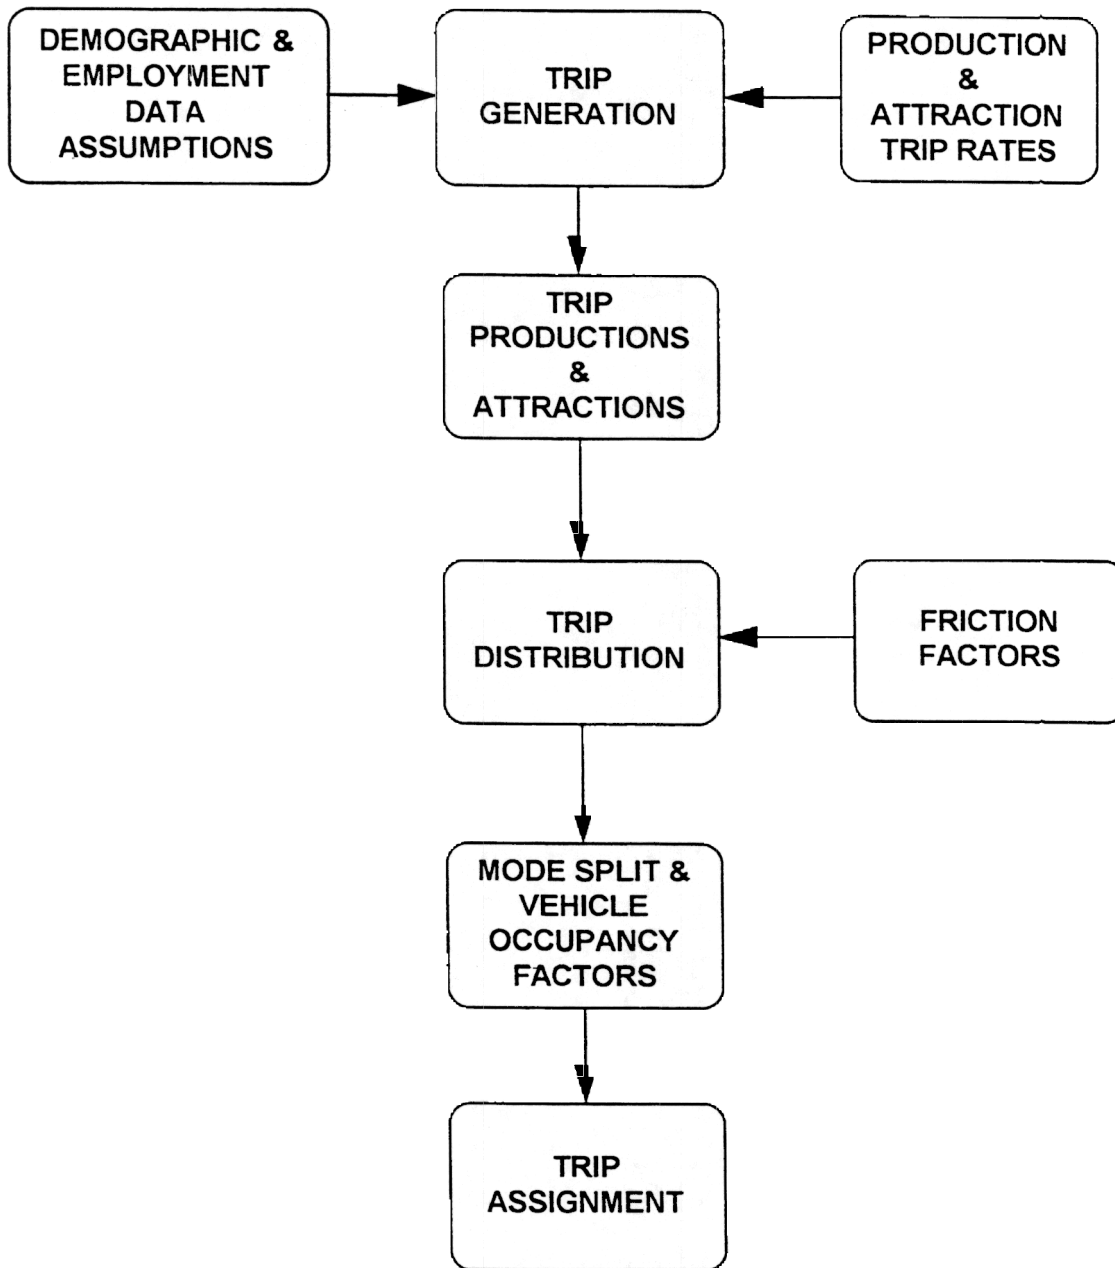 DEMOGRAPHIC &
EMPLOYMENT
DATA
ASSUMPTIONS
TRIP
GENERATION
PRODUCTION
&
ATTRACTION
TRIP RATES
TRIP
PRODUCTIONS
&
ATTRACTIONS
TRIP
DISTRIBUTION
FRICTION
FACTORS
MODE SPLIT &
VEHICLE
OCCUPANCY
FACTORS
TRIP
ASSIGNMENT